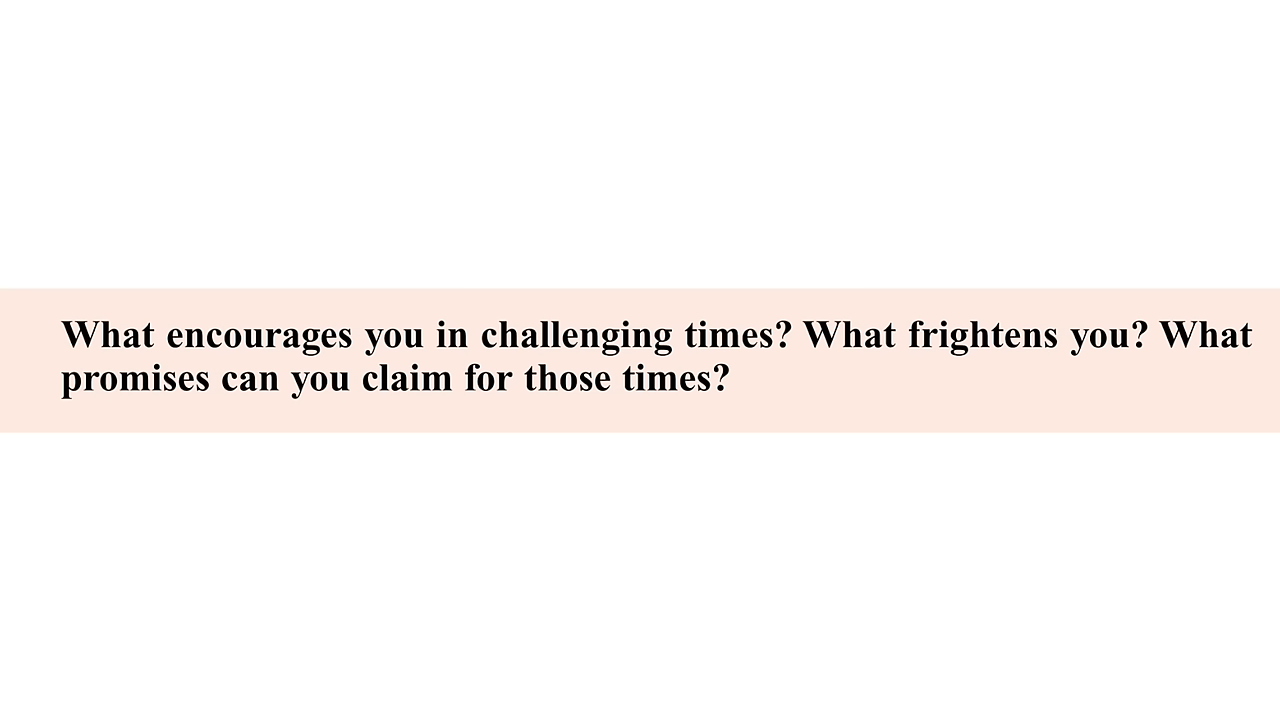 What encourages you in challenging times? What frightens you? What
promises can you claim for those times?